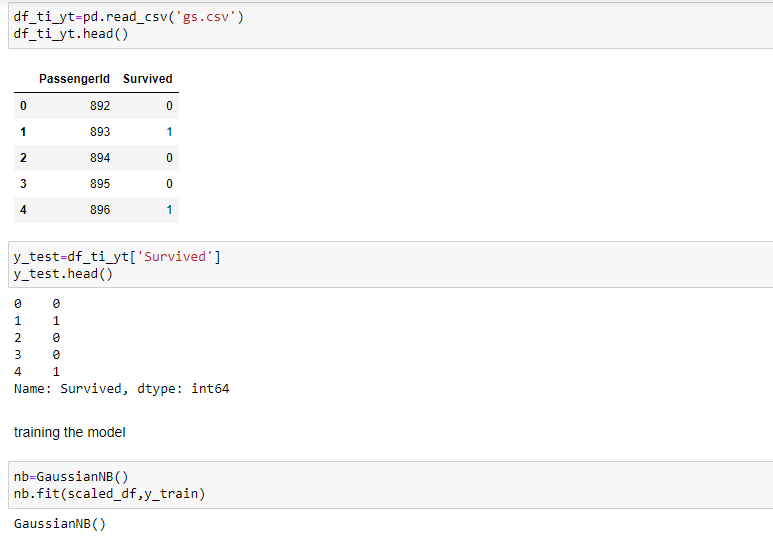 df_ti_yt=pd.read_csv('gs.csv')
df_ti_yt.head()
PassengerId Survived
0 892 0
1 893 1
2 894 0
3 895 0
4 896 1
y_test=df_ti_yt['Survived']
y_test.head()
0 0
1 1
2 0
3 0
4 1
Name: Survived, dtype: int64
training the model
nb=GaussianNB()
nb.fit(scaled_df,y_train)
GaussianNB()